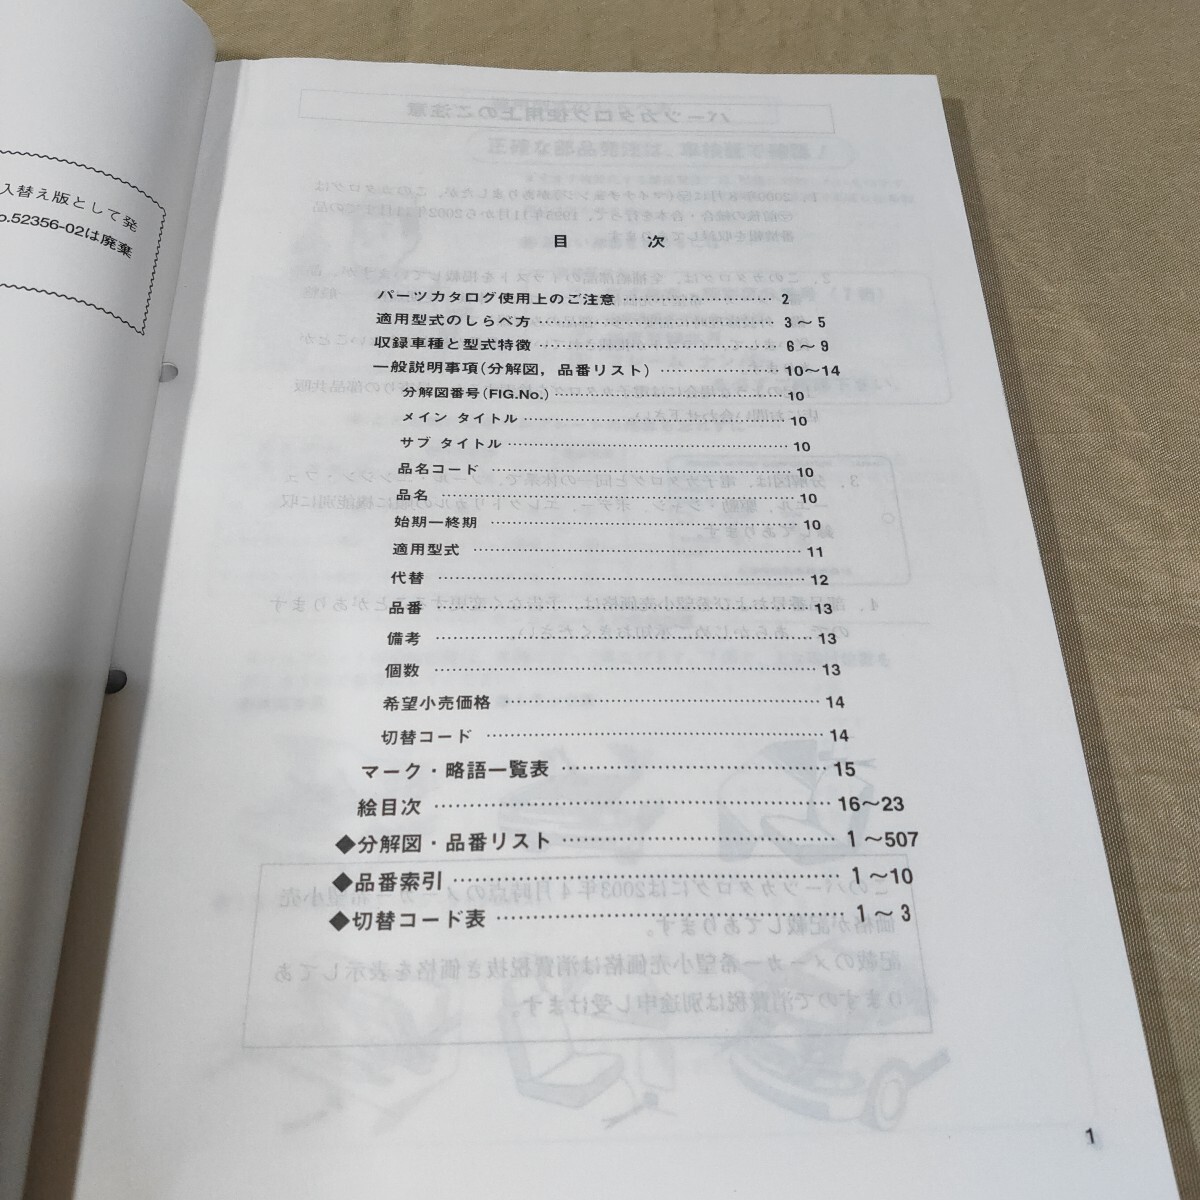 入替え版として発
o.52356-02は廃棄
目 次
パーツカタログ使用上のご注意 2
適用型式のしらべ方 3～5
収録車種と型式特徴 6～9
一般説明事項(分解図，品番リスト) 10～14
分解図番号(FIG.No.) 10
メイン タイトル 10
サブ タイトル 10
品名コード 10
品名 10
始期―終期 10
適用型式 11
代替 12
品番 13
備考 13
個数 13
希望小売価格 14
切替コード 14
マーク・略語一覧表 15
絵目次 16～23
◆分解図・品番リスト 1～507
◆品番索引 1～10
◆切替コード表 1～3
1